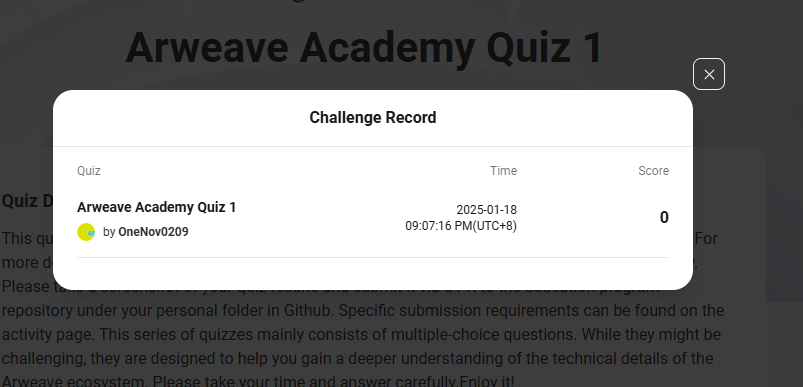 Arweave Academy Quiz 1
Challenge Record
Quiz Time Score
Arweave Academy Quiz 1
2025-01-18
09:07:16 PM(UTC+8)
0
by OneNov0209
Quiz D
This qu For
more de
Please take a screenshot of your quiz results and submit it via a PR to the education program
repository under your personal folder in Github. Specific submission requirements can be found on the
activity page. This series of quizzes mainly consists of multiple-choice questions. While they might be
challenging, they are designed to help you gain a deeper understanding of the technical details of the
Arweave ecosystem. Please take your time and answer carefully.Enjoy it!